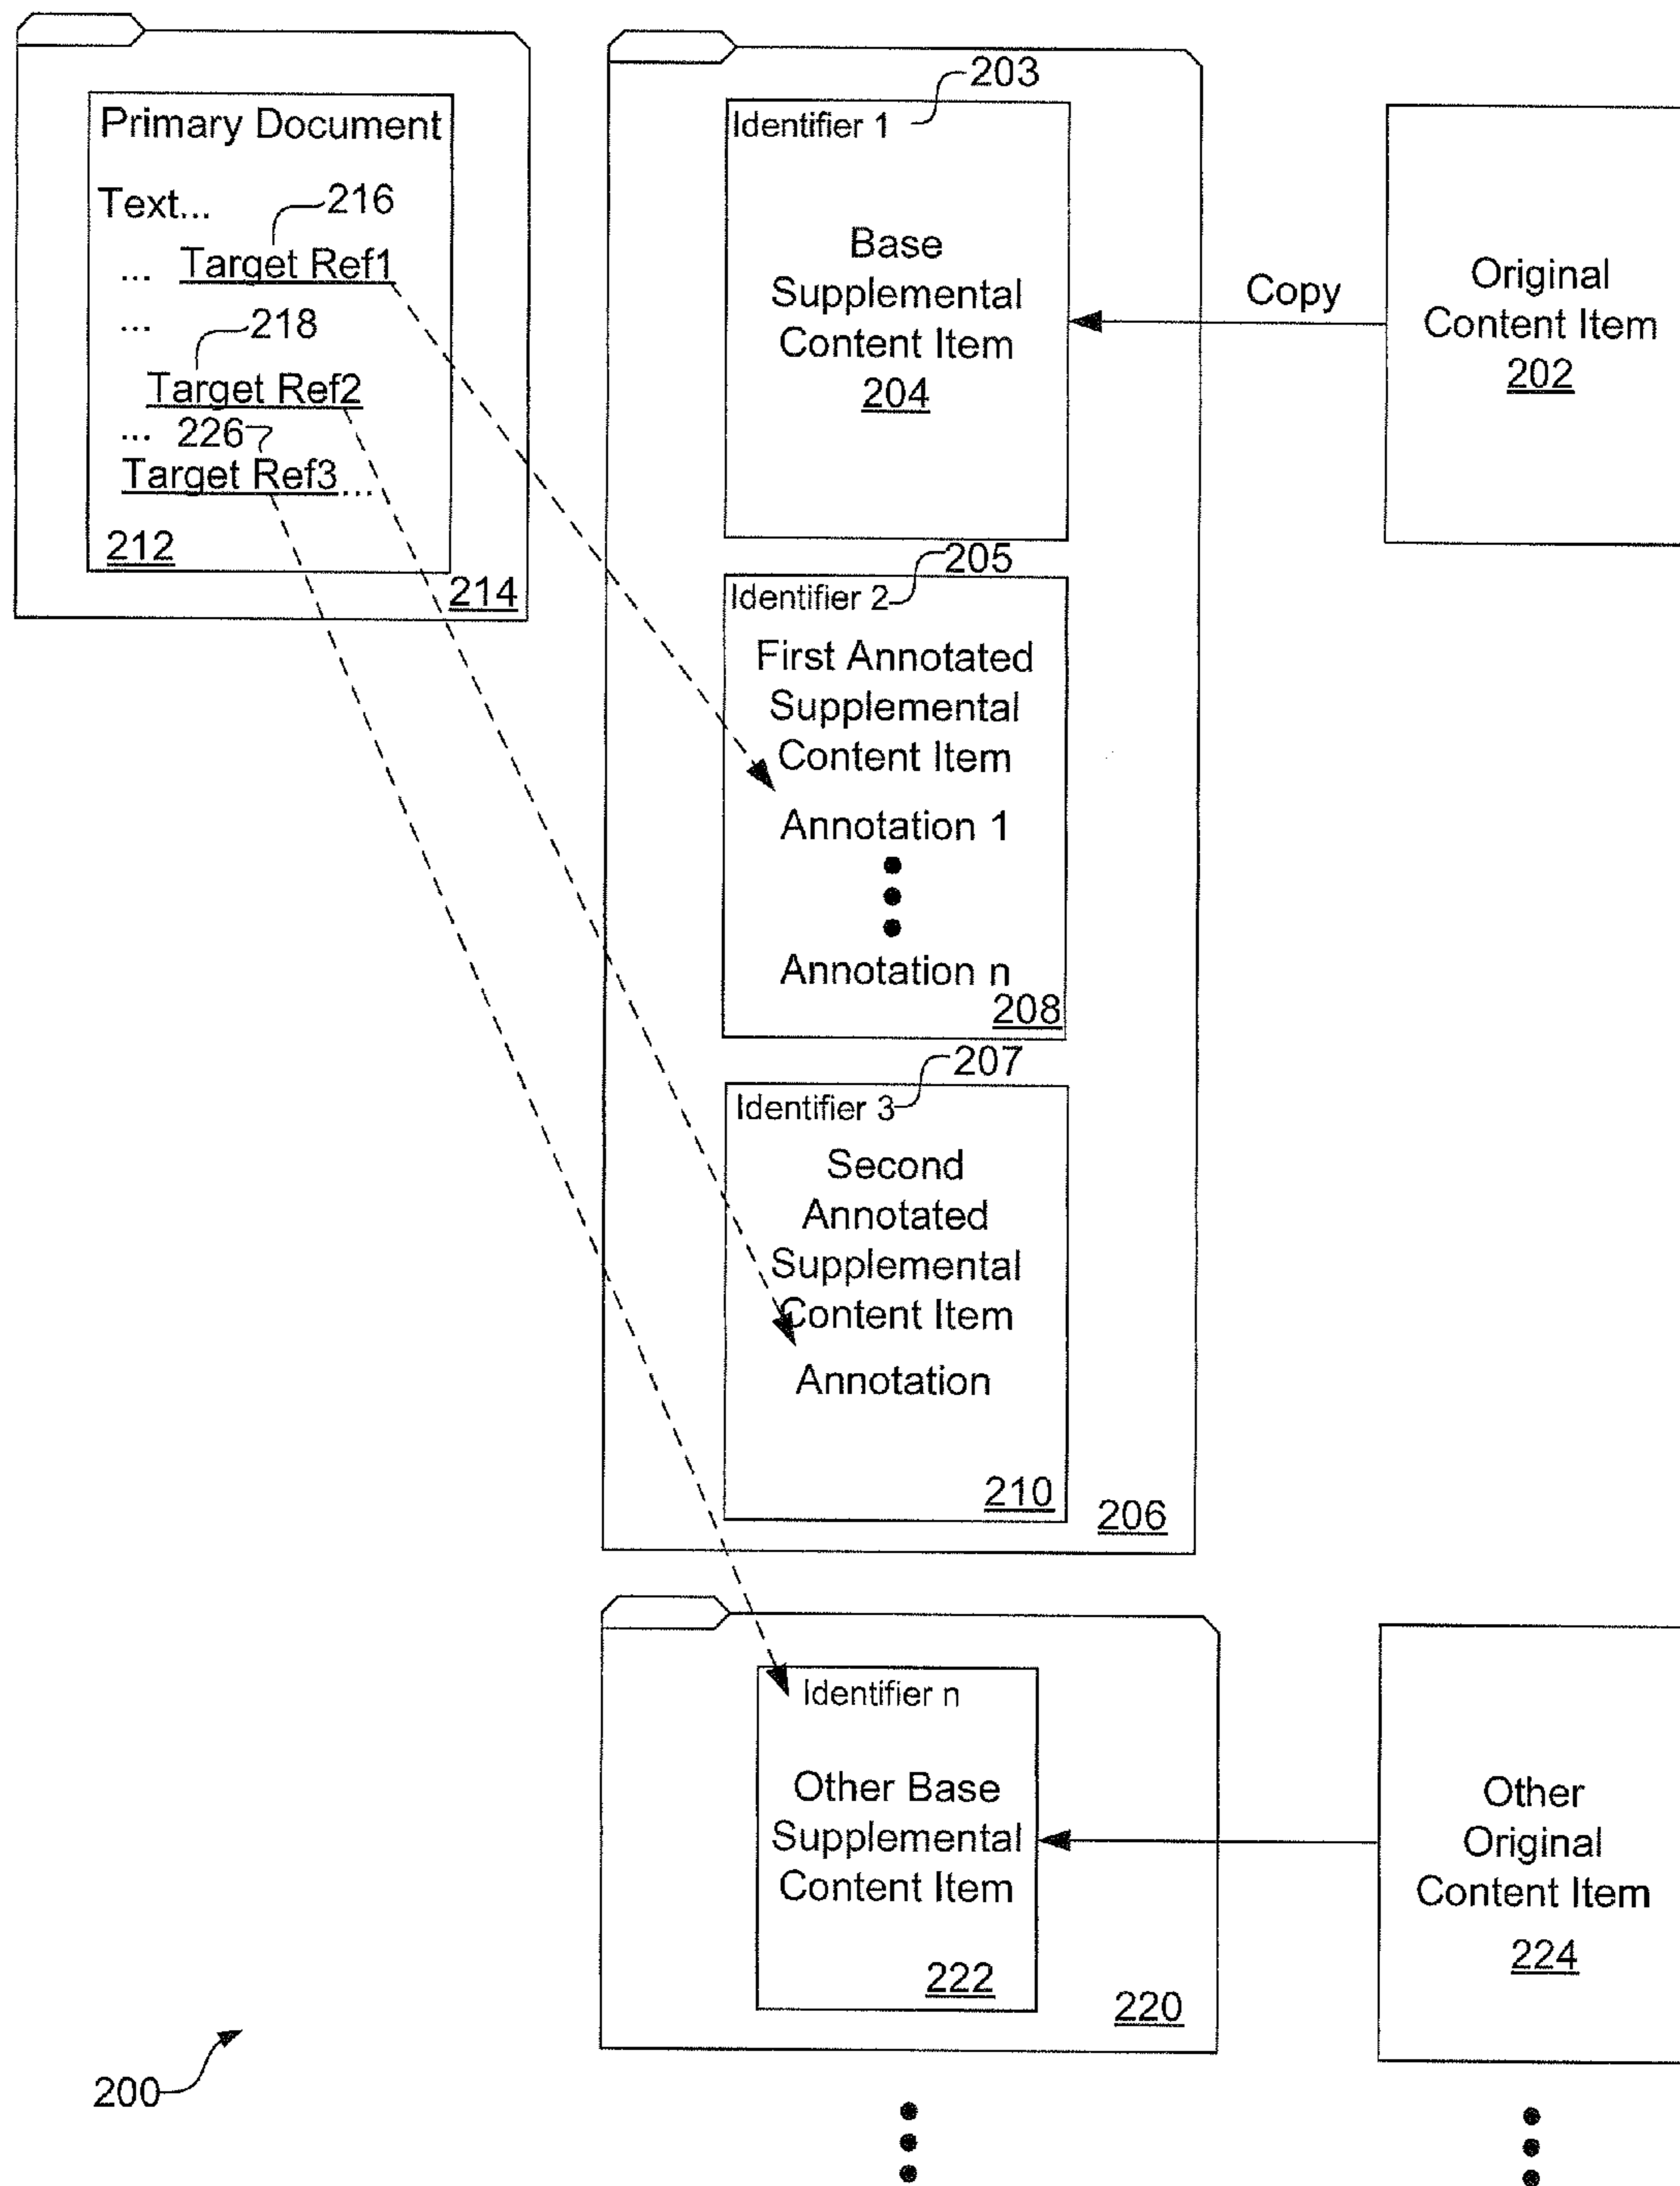 Primary Document
Text...
216
... Target Ref1
...
218
Target Ref2
... 226
Target Ref3...
212
214
203
Identifier 1
Base
Supplemental
Content Item
204
Copy
Original
Content Item
202
205
Identifier 2
First Annotated
Supplemental
Content Item
Annotation 1
Annotation n
208
207
Identifier 3
Second
Annotated
Supplemental
Content Item
Annotation
210
206
Identifier n
Other Base
Supplemental
Content Item
222
220
Other
Original
Content Item
224
200